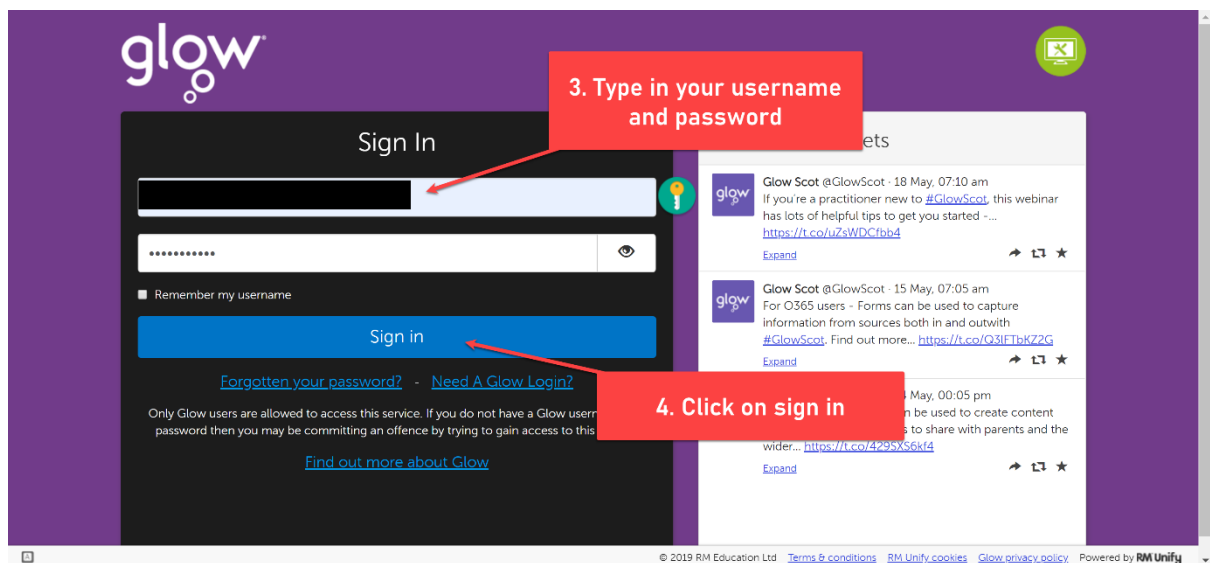 glow
3. Type in your username
and password
Sign In
•••••••••••
Remember my username
Sign in
Forgotten your password? - Need A Glow Login?
Only Glow users are allowed to access this service. If you do not have a Glow
password then you may be committing an offence by trying to gain access to this
Find out more about Glow
4. Click on sign in
ets
glow
Glow Scot @GlowScot · 18 May, 07:10 am
If you're a practitioner new to #GlowScot, this webinar
has lots of helpful tips to get you started -...
https://t.co/uZsWDCfbb4
Expand
glow
Glow Scot @GlowScot · 15 May, 07:05 am
For O365 users - Forms can be used to capture
information from sources both in and outwith
#GlowScot. Find out more... https://t.co/Q3lFTbKZ2G
Expand
May, 00:05 pm
be used to create content
to share with parents and the
wider... https://t.co/429SXS6kf4
Expand
© 2019 RM Education Ltd Terms & conditions RM Unify cookies Glow privacy policy Powered by RM Unify